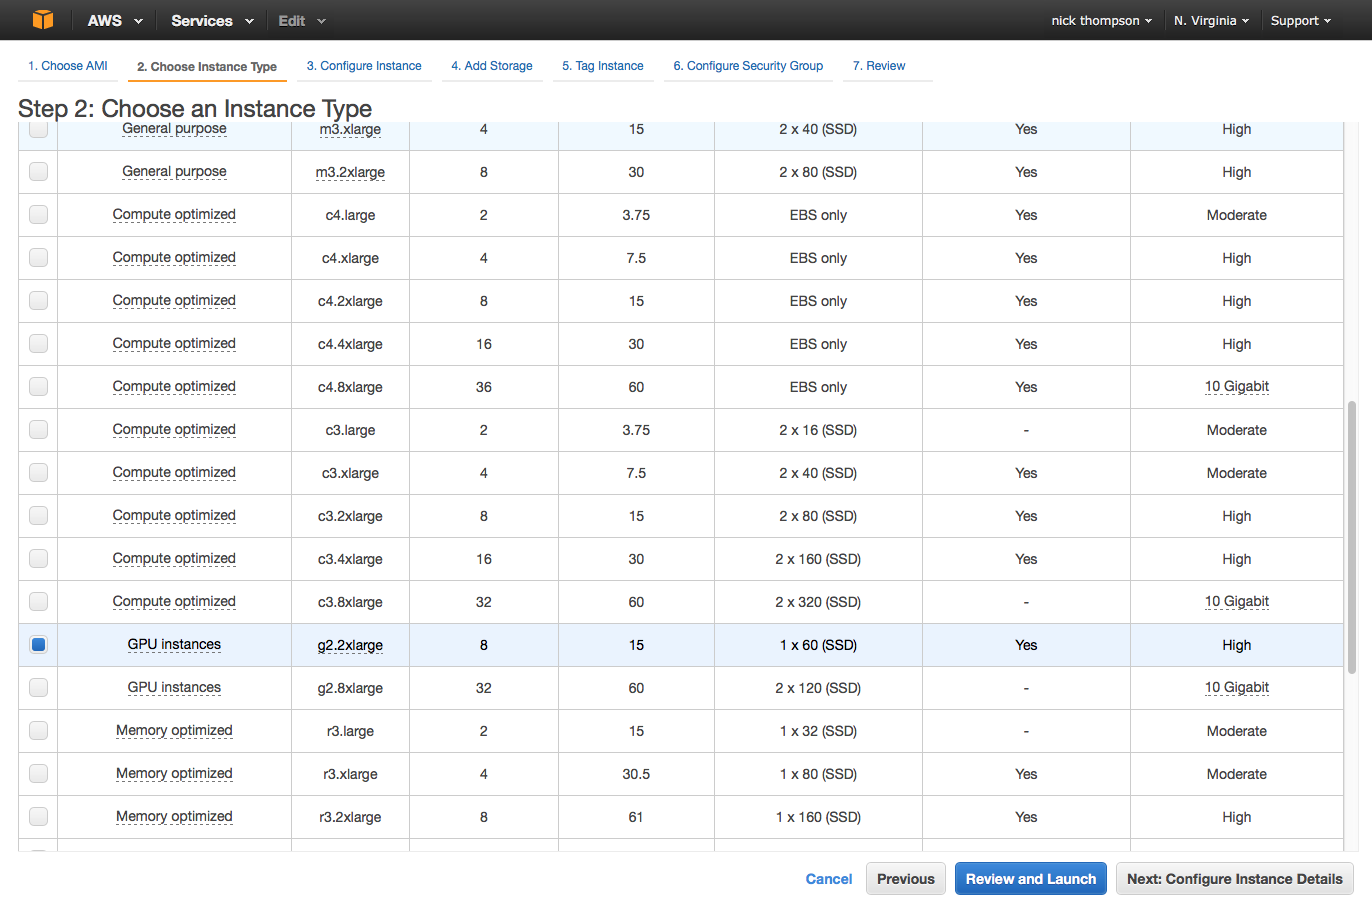 AWS Services Edit nick thompson N. Virginia Support
1. Choose AMI 2. Choose Instance Type 3. Configure Instance 4. Add Storage 5. Tag Instance 6. Configure Security Group 7. Review
Step 2: Choose an Instance Type
General purpose m3.xlarge 4 15 2 x 40 (SSD) Yes High
General purpose m3.2xlarge 8 30 2 x 80 (SSD) Yes High
Compute optimized c4.large 2 3.75 EBS only Yes Moderate
Compute optimized c4.xlarge 4 7.5 EBS only Yes High
Compute optimized c4.2xlarge 8 15 EBS only Yes High
Compute optimized c4.4xlarge 16 30 EBS only Yes High
Compute optimized c4.8xlarge 36 60 EBS only Yes 10 Gigabit
Compute optimized c3.large 2 3.75 2 x 16 (SSD) - Moderate
Compute optimized c3.xlarge 4 7.5 2 x 40 (SSD) Yes Moderate
Compute optimized c3.2xlarge 8 15 2 x 80 (SSD) Yes High
Compute optimized c3.4xlarge 16 30 2 x 160 (SSD) Yes High
Compute optimized c3.8xlarge 32 60 2 x 320 (SSD) - 10 Gigabit
GPU instances g2.2xlarge 8 15 1 x 60 (SSD) Yes High
GPU instances g2.8xlarge 32 60 2 x 120 (SSD) - 10 Gigabit
Memory optimized r3.large 2 15 1 x 32 (SSD) - Moderate
Memory optimized r3.xlarge 4 30.5 1 x 80 (SSD) Yes Moderate
Memory optimized r3.2xlarge 8 61 1 x 160 (SSD) Yes High
Cancel Previous Review and Launch Next: Configure Instance Details